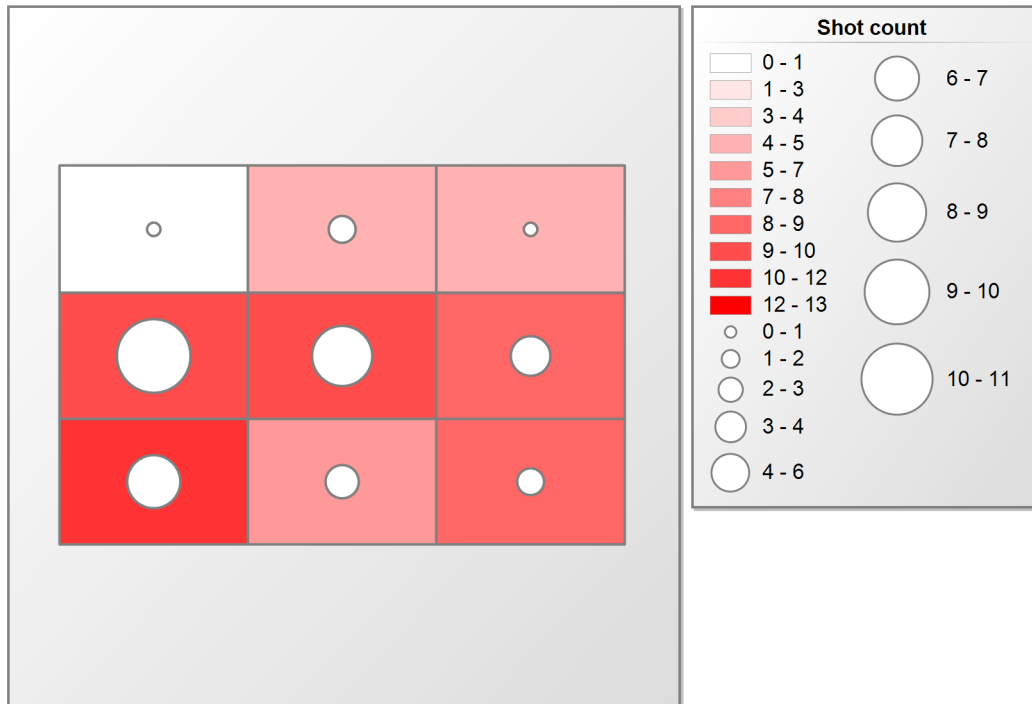 Shot count
0 - 1
1 - 3
3 - 4
4 - 5
5 - 7
7 - 8
8 - 9
9 - 10
10 - 12
12 - 13
0 - 1
1 - 2
2 - 3
3 - 4
4 - 6
6 - 7
7 - 8
8 - 9
9 - 10
10 - 11